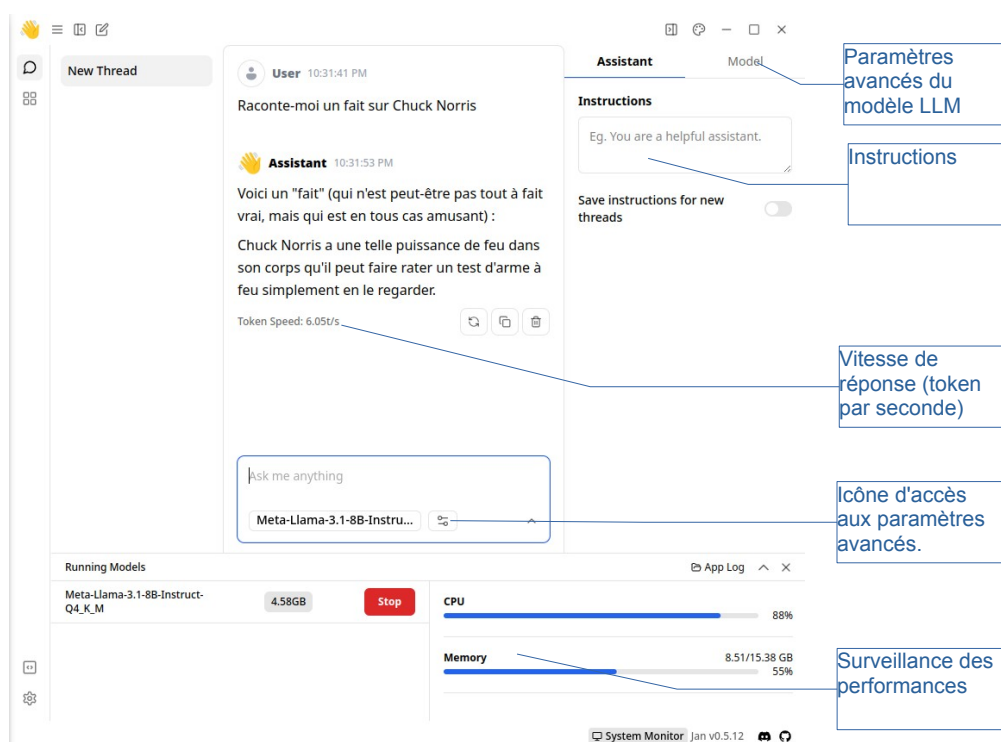 New Thread
User 10:31:41 PM
Raconte-moi un fait sur Chuck Norris
Assistant 10:31:53 PM
Voici un "fait" (qui n'est peut-être pas tout à fait
vrai, mais qui est en tous cas amusant) :
Chuck Norris a une telle puissance de feu dans
son corps qu'il peut faire rater un test d'arme à
feu simplement en le regarder.
Token Speed: 6.05t/s
Ask me anything
Meta-Llama-3.1-8B-Instru...
Assistant
Model
Instructions
Eg. You are a helpful assistant.
Save instructions for new
threads
Paramètres
avancés du
modèle LLM
Instructions
Vitesse de
réponse (token
par seconde)
Icône d'accès
aux paramètres
avancés.
Running Models
App Log
Meta-Llama-3.1-8B-Instruct-
Q4_K_M
4.58GB
Stop
CPU
88%
Memory
8.51/15.38 GB
55%
Surveillance des
performances
System Monitor
Jan v0.5.12